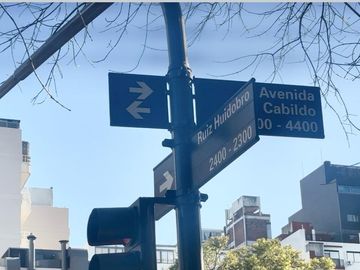 Avenida
Cabildo
00 - 4400
Ruiz Huidobro
2400 - 2300